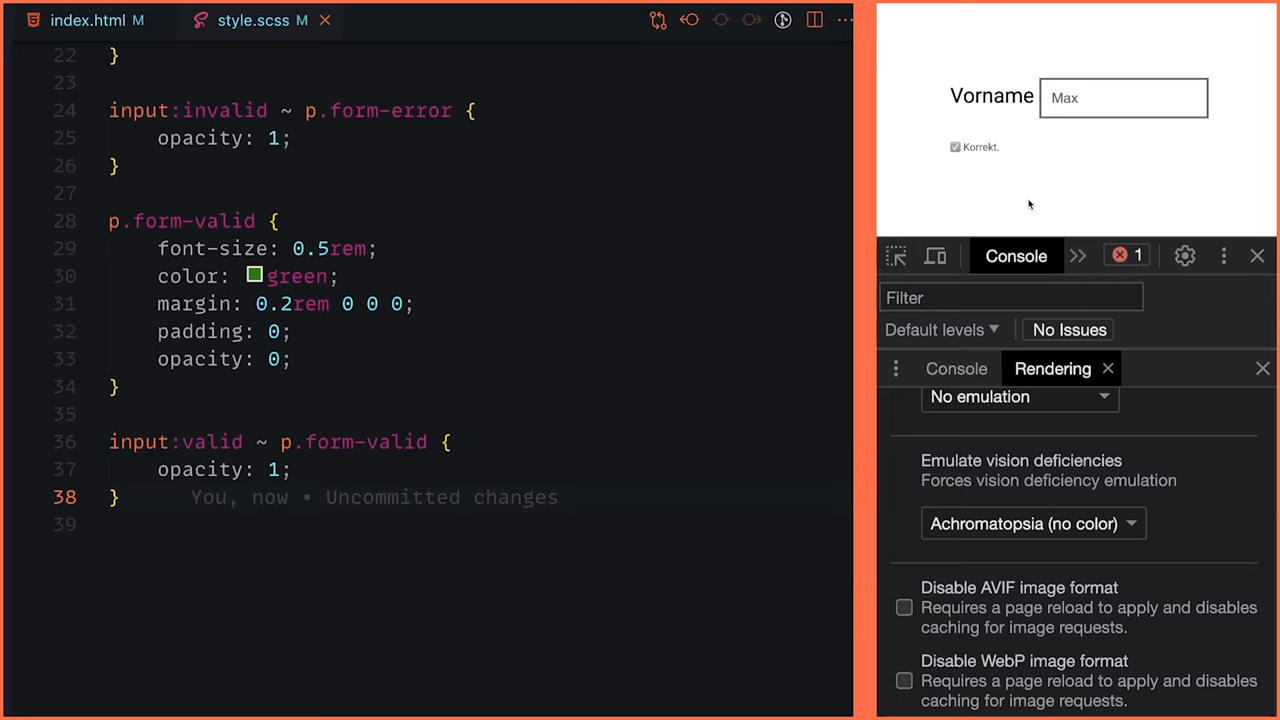 index.html M
style.scss M
22 }
23
24 input:invalid ~ p.form-error {
25 opacity: 1;
26 }
27
28 p.form-valid {
29 font-size: 0.5rem;
30 color: green;
31 margin: 0.2rem 0 0 0;
32 padding: 0;
33 opacity: 0;
34 }
35
36 input:valid ~ p.form-valid {
37 opacity: 1;
38 } You, now • Uncommitted changes
39
Vorname Max
Korrekt.
Console 1
Filter
Default levels No Issues
Console Rendering
No emulation
Emulate vision deficiencies
Forces vision deficiency emulation
Achromatopsia (no color)
Disable AVIF image format
Requires a page reload to apply and disables
caching for image requests.
Disable WebP image format
Requires a page reload to apply and disables
caching for image requests.